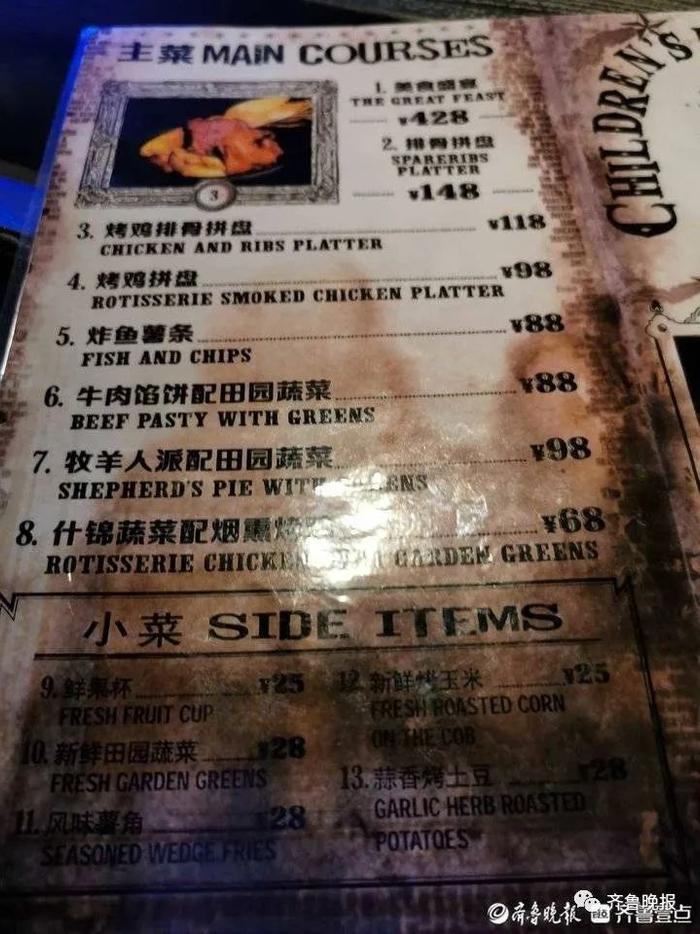 主菜 MAIN COURSES
1. 美食盛宴
THE GREAT FEAST
¥428
2. 排骨拼盘
SPARERIBS
PLATTER
¥148
3
3. 烤鸡排骨拼盘 ¥118
CHICKEN AND RIBS PLATTER
4. 烤鸡拼盘 ¥98
ROTISSERIE SMOKED CHICKEN PLATTER
5. 炸鱼薯条 ¥88
FISH AND CHIPS
6. 牛肉馅饼配田园蔬菜 ¥88
BEEF PASTY WITH GREENS
7. 牧羊人派配田园蔬菜 ¥98
SHEPHERD'S PIE WITH GREENS
8. 什锦蔬菜配烟熏 ¥68
ROTISSERIE CHICKEN GARDEN GREENS
小菜 SIDE ITEMS
9. 鲜果杯 ¥25
FRESH FRUIT CUP
10. 新鲜田园蔬菜 ¥28
FRESH GARDEN GREENS
11. 风味薯角 ¥28
SEASONED WEDGE FRIES
12. 新鲜烤玉米 ¥25
FRESH ROASTED CORN
ON THE COB
13. 蒜香烤土豆 ¥28
GARLIC HERB ROASTED
POTATOES
CHILDREN'S
齐鲁晚报
齐鲁晚报 齐鲁壹点